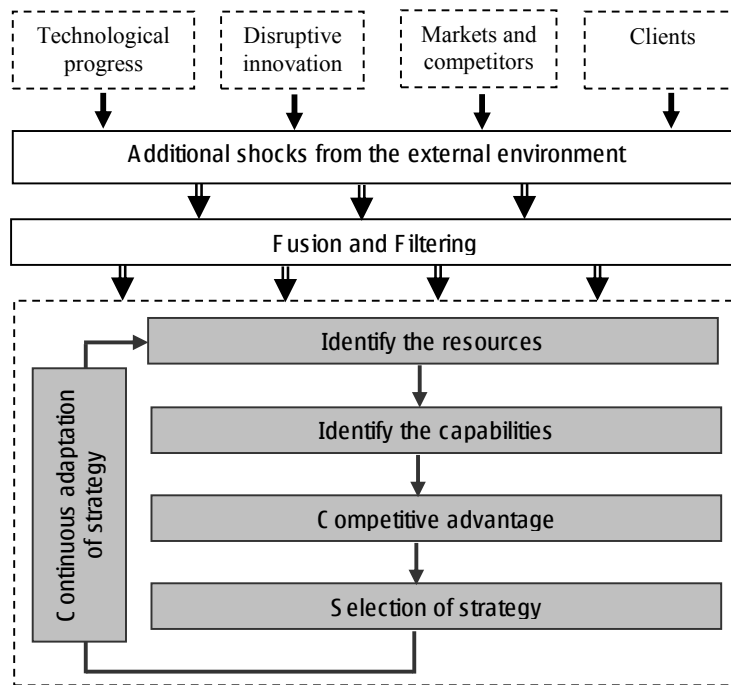 Technological
progress
Disruptive
innovation
Markets and
competitors
Clients
Additional shocks from the external environment
Fusion and Filtering
Identify the resources
Identify the capabilities
Competitive advantage
Selection of strategy
Continuous adaptation
of strategy